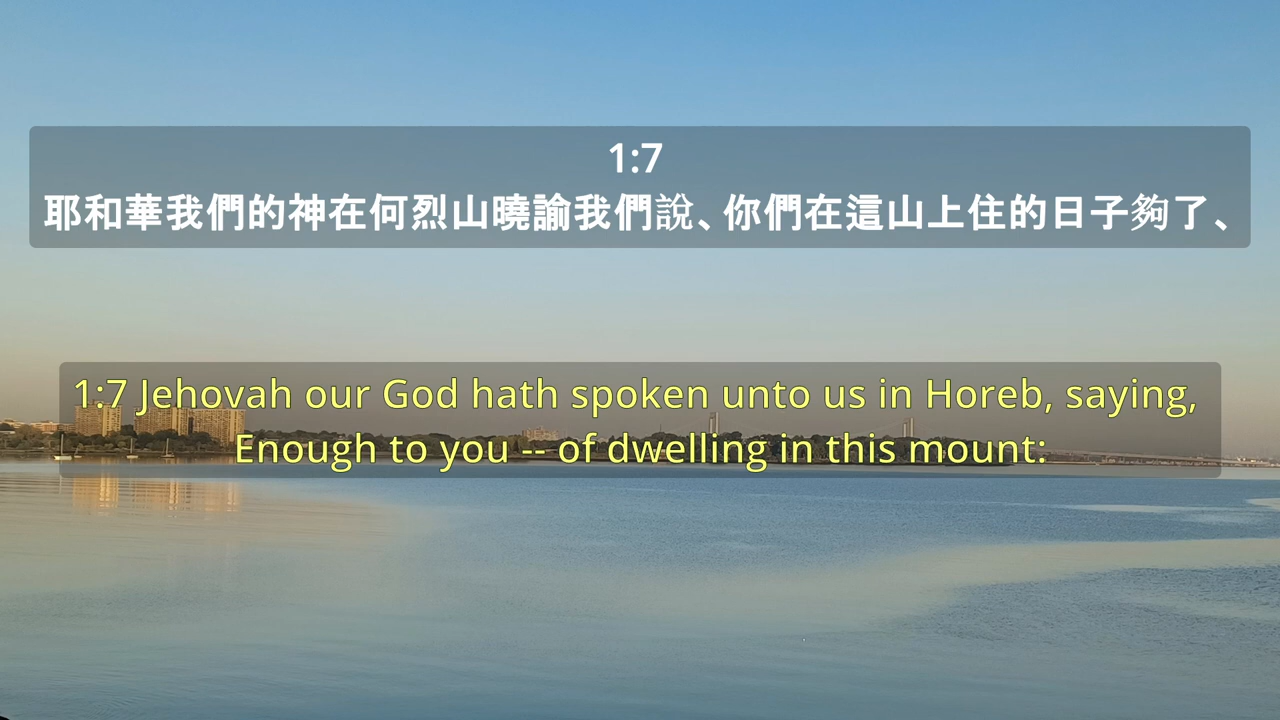 1:7
耶和華我們的神在何烈山曉諭我們說、你們在這山上住的日子夠了、
1:7 Jehovah our God hath spoken unto us in Horeb, saying,
Enough to you -- of dwelling in this mount: